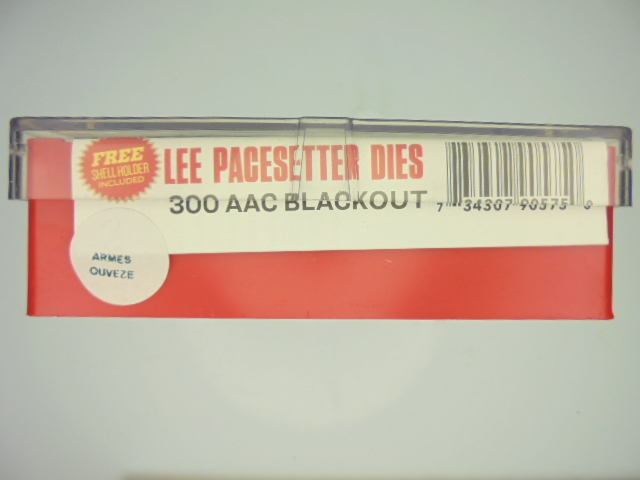 FREE
SHELL HOLDER
INCLUDED
LEE PACESETTER DIES
300 AAC BLACKOUT
7 34307 90575 9
ARMES
OUVEZE